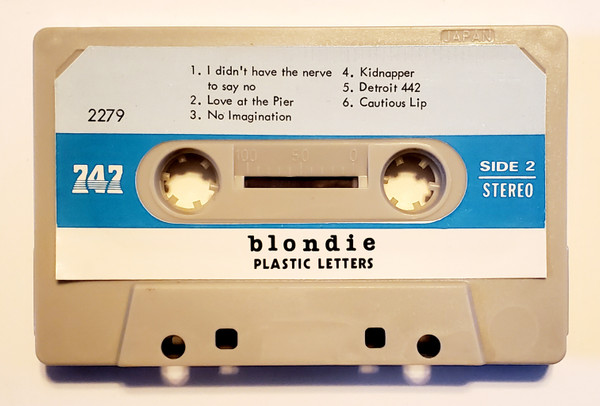 JAPAN
1. I didn't have the nerve
to say no
2. Love at the Pier
3. No Imagination
4. Kidnapper
5. Detroit 442
6. Cautious Lip
2279
747
100 50 0
SIDE 2
STEREO
blondie
PLASTIC LETTERS